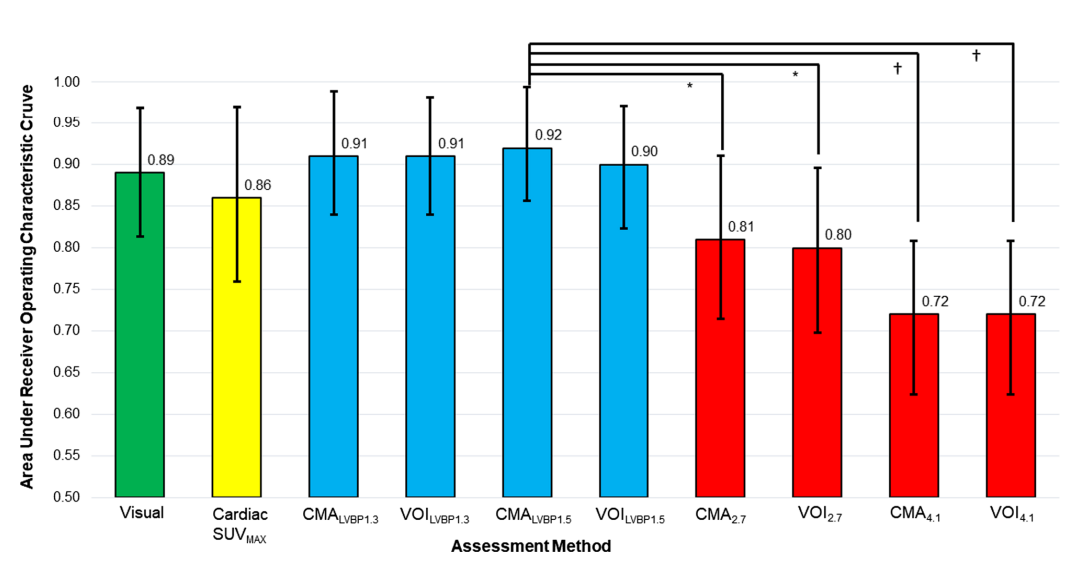 * * † †
Area Under Receiver Operating Characteristic Cruve
1.00
0.95
0.90
0.85
0.80
0.75
0.70
0.65
0.60
0.55
0.50
0.89
0.86
0.91
0.91
0.92
0.90
0.81
0.80
0.72
0.72
Visual
Cardiac
SUVMAX
CMALVBP1.3
VOILVBP1.3
CMALVBP1.5
VOILVBP1.5
CMA2.7
VOI2.7
CMA4.1
VOI4.1
Assessment Method